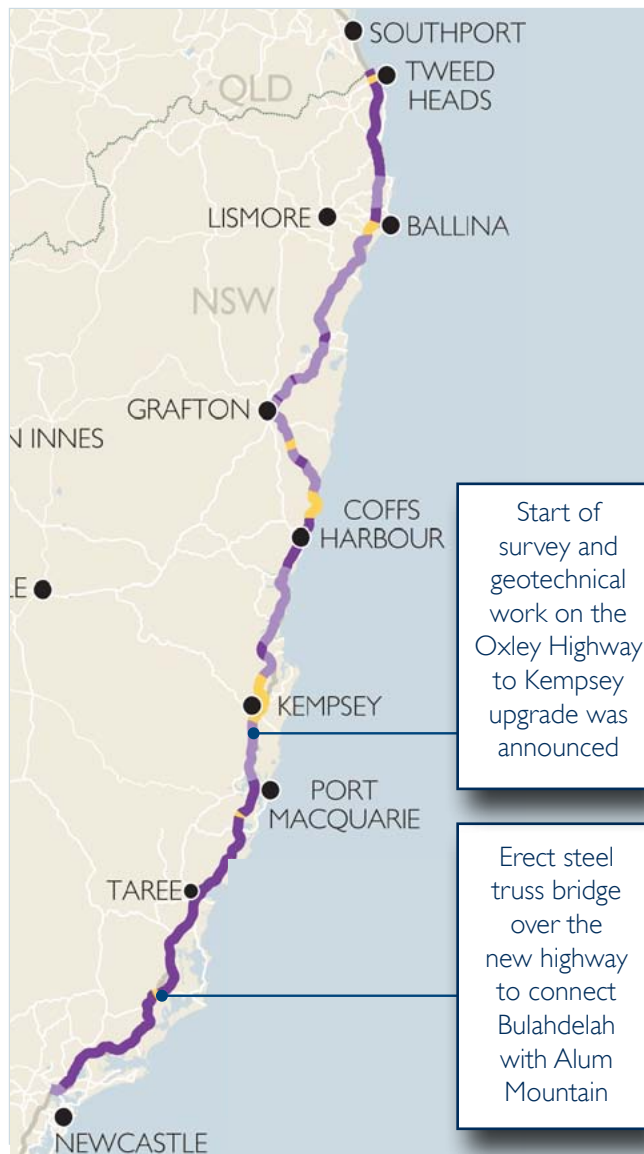 SOUTHPORT
TWEED
HEADS
QLD
LISMORE
BALLINA
NSW
GRAFTON
N INNES
COFFS
HARBOUR
LE
KEMPSEY
PORT
MACQUARIE
TAREE
NEWCASTLE
Start of
survey and
geotechnical
work on the
Oxley Highway
to Kempsey
upgrade was
announced
Erect steel
truss bridge
over the
new highway
to connect
Bulahdelah
with Alum
Mountain